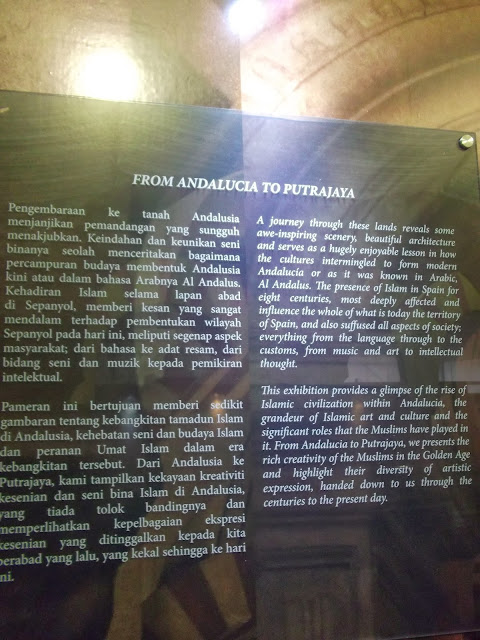 FROM ANDALUCIA TO PUTRAJAYA
Pengembaraan ke tanah Andalusia
menjanjikan pemandangan yang sungguh
menakjubkan. Keindahan dan keunikan seni
binanya seolah menceritakan bagaimana
percampuran budaya membentuk Andalusia
kini atau dalam bahasa Arabnya Al Andalus.
Kehadiran Islam selama lapan abad
di Sepanyol, memberi kesan yang sangat
mendalam terhadap pembentukan wilayah
Sepanyol pada hari ini, meliputi segenap aspek
masyarakat; dari bahasa ke adat resam, dari
bidang seni dan muzik kepada pemikiran
intelektual.
Pameran ini bertujuan memberi sedikit
gambaran tentang kebangkitan tamadun Islam
di Andalusia, kehebatan seni dan budaya Islam
dan peranan Umat Islam dalam era
kebangkitan tersebut. Dari Andalusia ke
Putrajaya, kami tampilkan kekayaan kreativiti
kesenian dan seni bina Islam di Andalusia,
yang tiada tolok bandingnya dan
memperlihatkan kepelbagaian ekspresi
kesenian yang ditinggalkan kepada kita
berabad yang lalu, yang kekal sehingga ke hari
ni.
A journey through these lands reveals some
awe-inspiring scenery, beautiful architecture
and serves as a hugely enjoyable lesson in how
the cultures intermingled to form modern
Andalucia or as it was known in Arabic,
Al Andalus. The presence of Islam in Spain for
eight centuries, most deeply affected and
influence the whole of what is today the territory
of Spain, and also suffused all aspects of society;
everything from the language through to the
customs, from music and art to intellectual
thought.
This exhibition provides a glimpse of the rise of
Islamic civilization within Andalucia, the
grandeur of Islamic art and culture and the
significant roles that the Muslims have played in
it. From Andalucia to Putrajaya, we presents the
rich creativity of the Muslims in the Golden Age
and highlight their diversity of artistic
expression, handed down to us through the
centuries to the present day.